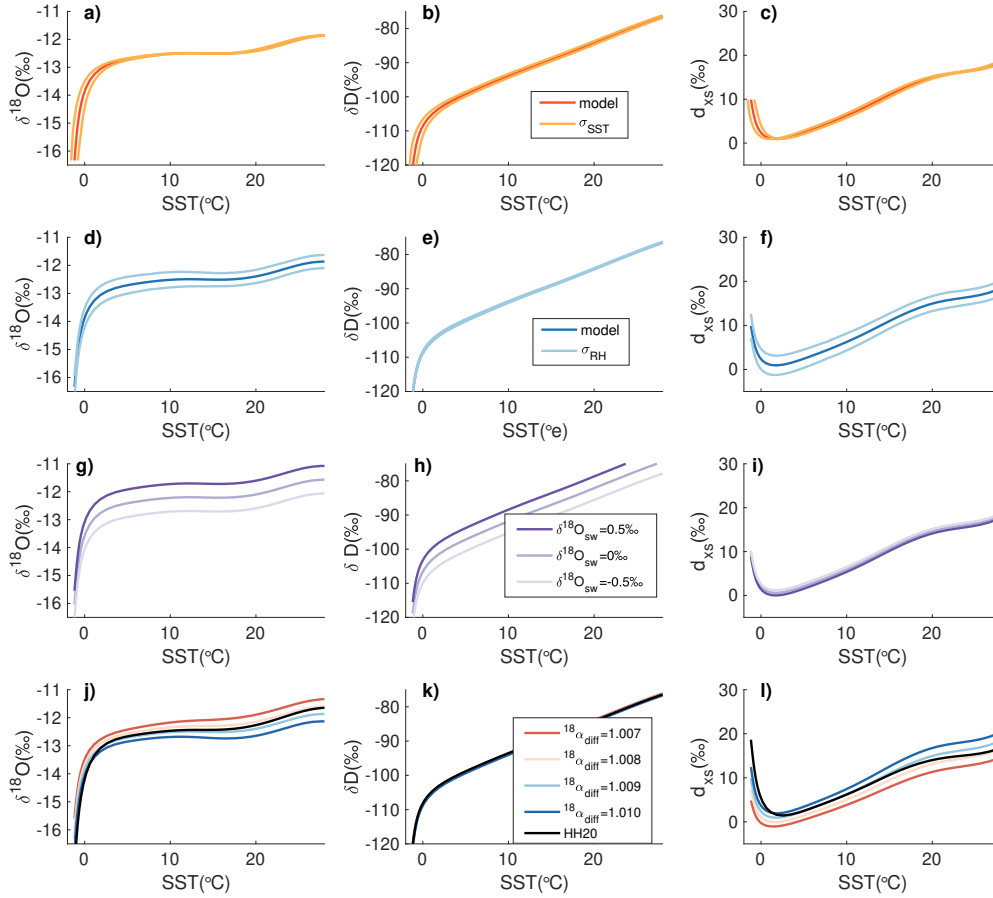 a)
δ18O(‰)
-11
-12
-13
-14
-15
-16
0
10
20
SST(°C)
b)
δD(‰)
-80
-100
-120
0
10
20
SST(°C)
model
σSST
c)
dxs(‰)
30
20
10
0
0
10
20
SST(°C)
d)
δ18O(‰)
-11
-12
-13
-14
-15
-16
0
10
20
SST(°C)
e)
δD(‰)
-80
-90
-100
-110
-120
0
10
20
SST(°e)
model
σRH
f)
dxs(‰)
30
20
10
0
0
10
20
SST(°C)
g)
δ18O(‰)
-11
-12
-13
-14
-15
-16
0
10
20
SST(°C)
h)
δ D(‰)
-80
-90
-100
-110
-120
0
10
20
SST(°C)
δ18Osw=0.5‰
δ18Osw=0‰
δ18Osw=-0.5‰
i)
dxs(‰)
30
20
10
0
0
10
20
SST(°C)
j)
δ18O(‰)
-11
-12
-13
-14
-15
-16
0
10
20
SST(°C)
k)
δD(‰)
-80
-100
-120
0
10
20
SST(°C)
18αdiff=1.007
18αdiff=1.008
18αdiff=1.009
18αdiff=1.010
HH20
l)
dxs(‰)
30
20
10
0
0
10
20
SST(°C)